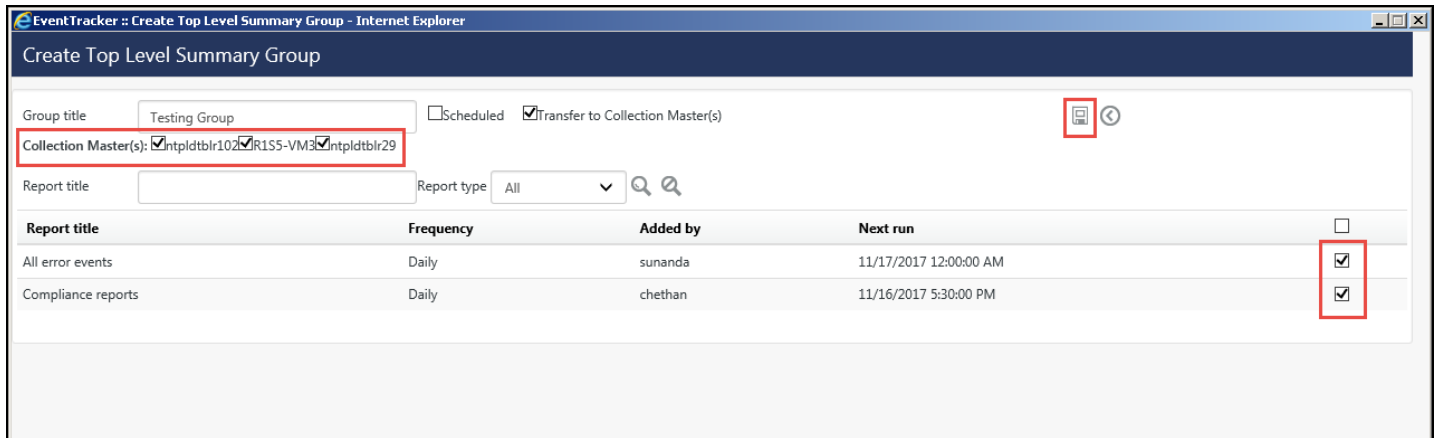 EventTracker :: Create Top Level Summary Group - Internet Explorer
Create Top Level Summary Group
Group title Testing Group Scheduled Transfer to Collection Master(s)
Collection Master(s): ntpldtblr102 R1S5-VM3 ntpldtblr29
Report title Report type All
Report title Frequency Added by Next run
All error events Daily sunanda 11/17/2017 12:00:00 AM
Compliance reports Daily chethan 11/16/2017 5:30:00 PM